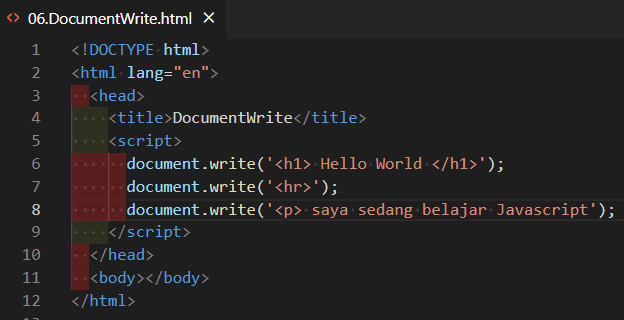 <> 06.DocumentWrite.html ×
1 <!DOCTYPE html>
2 <html lang="en">
3 <head>
4 <title>DocumentWrite</title>
5 <script>
6 document.write('<h1> Hello World </h1>');
7 document.write('<hr>');
8 document.write('<p> saya sedang belajar Javascript');
9 </script>
10 </head>
11 <body></body>
12 </html>